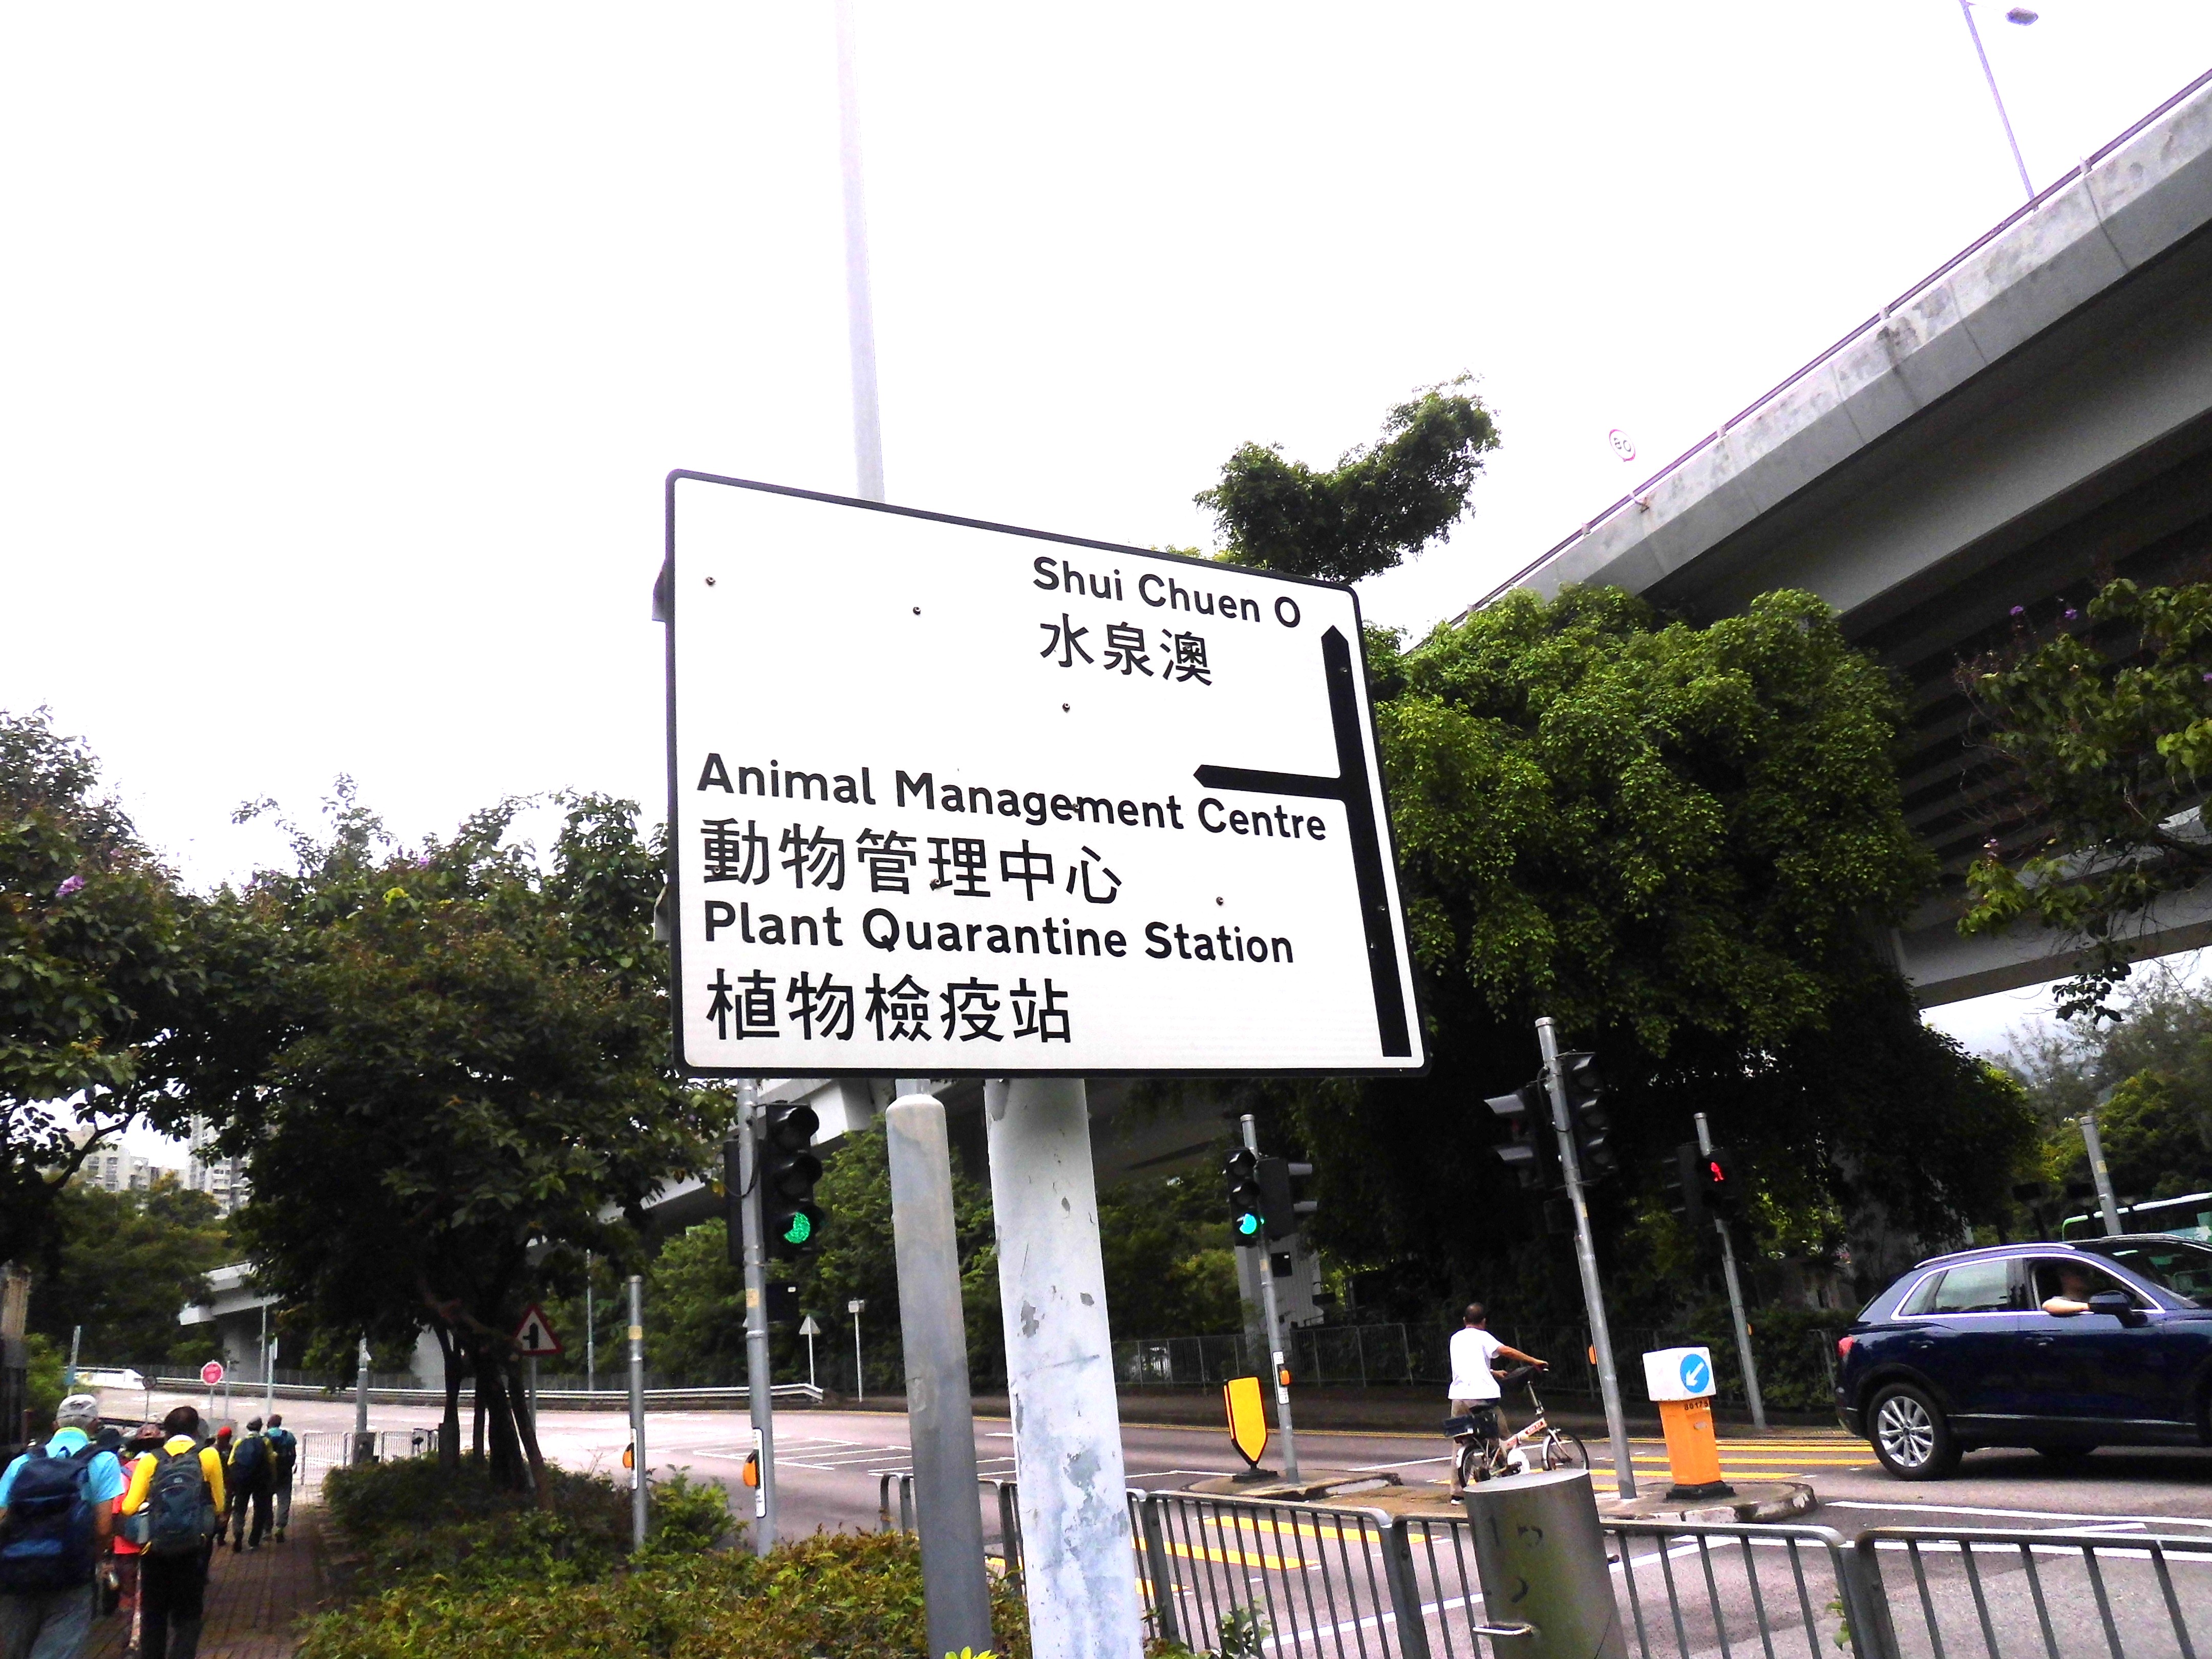 Shui Chuen O
水泉澳
Animal Management Centre
動物管理中心
Plant Quarantine Station
植物檢疫站
80